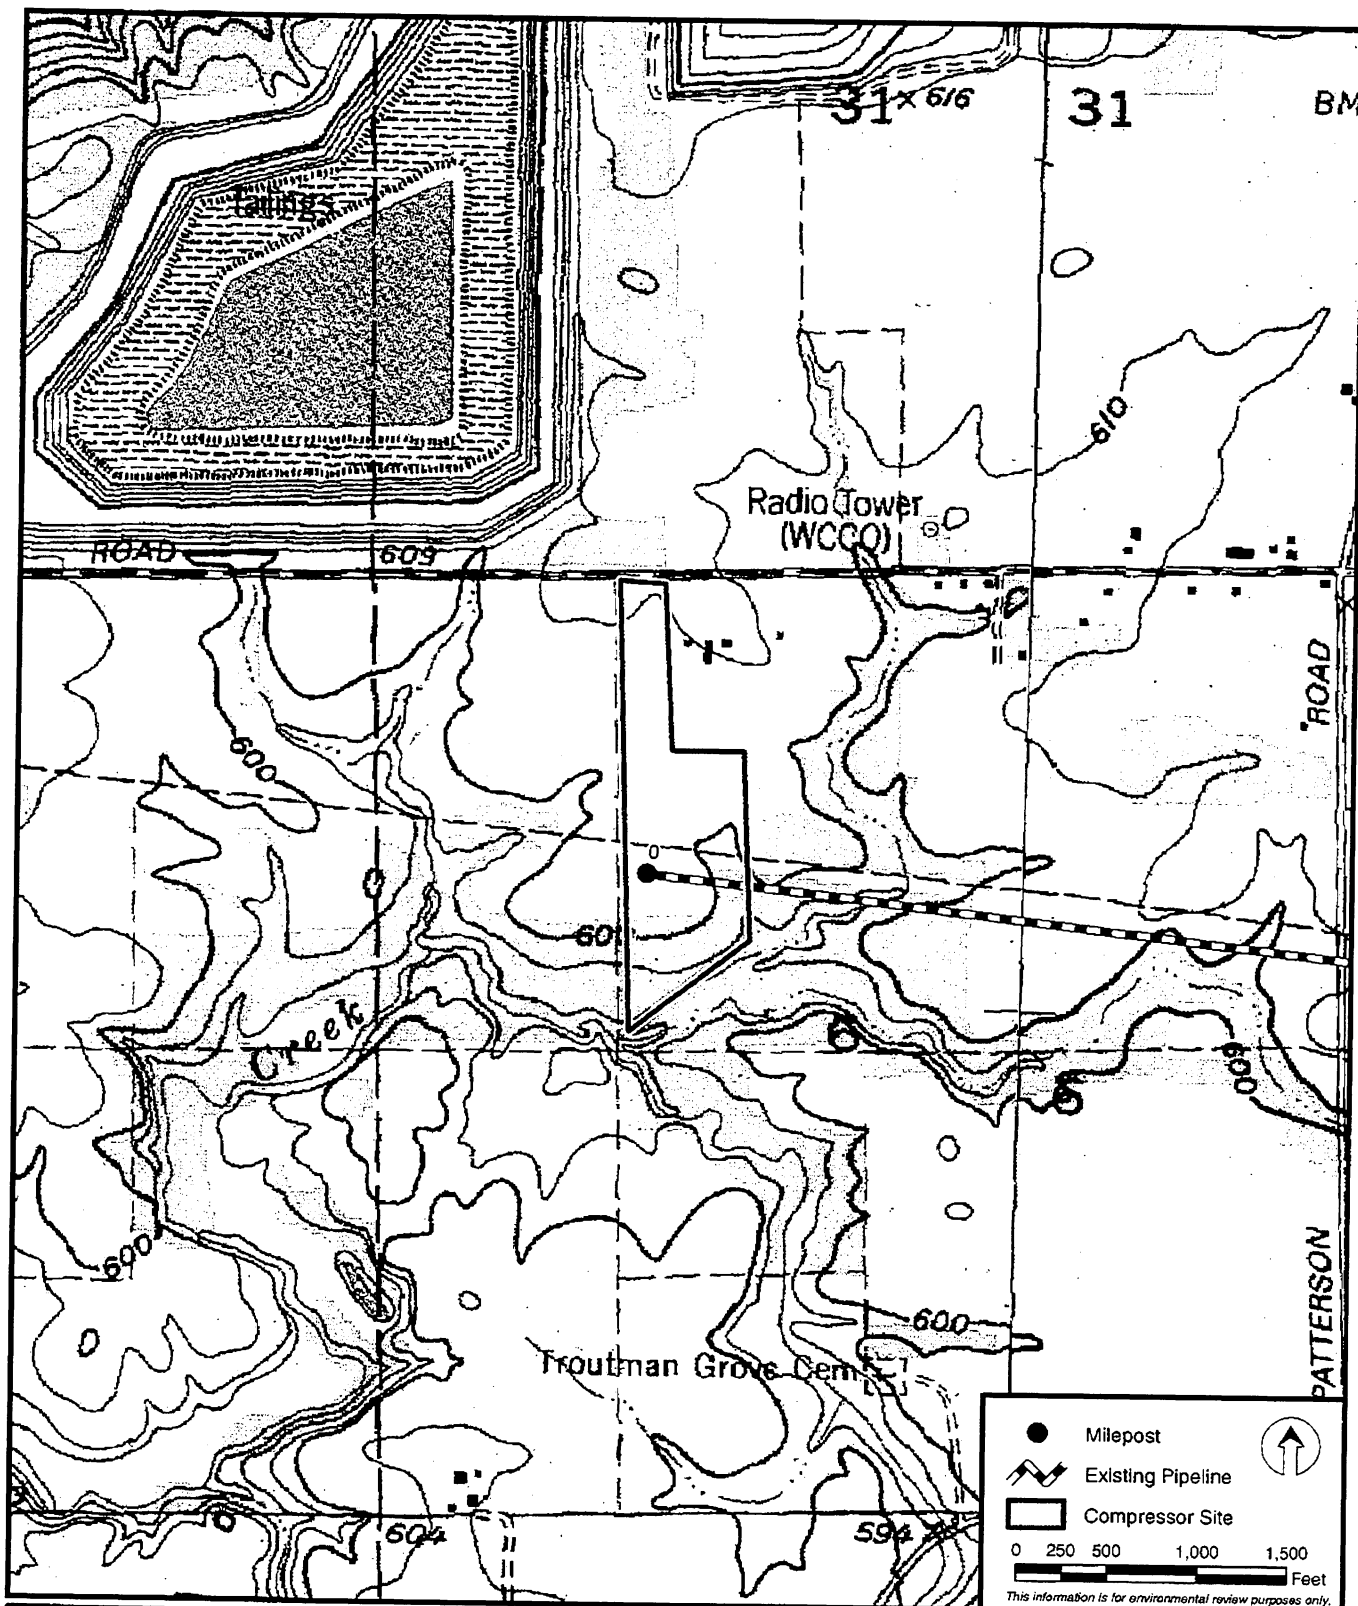 31 × 616
31
BM
Tailings
610
Radio Tower
(WCCO)
ROAD
609
ROAD
600
0
60
Creek
600
600
600
PATTERSON
Troutman Grove Cem
604
594
Milepost
Existing Pipeline
Compressor Site
0 250 500 1,000 1,500
Feet
This information is for environmental review purposes only.